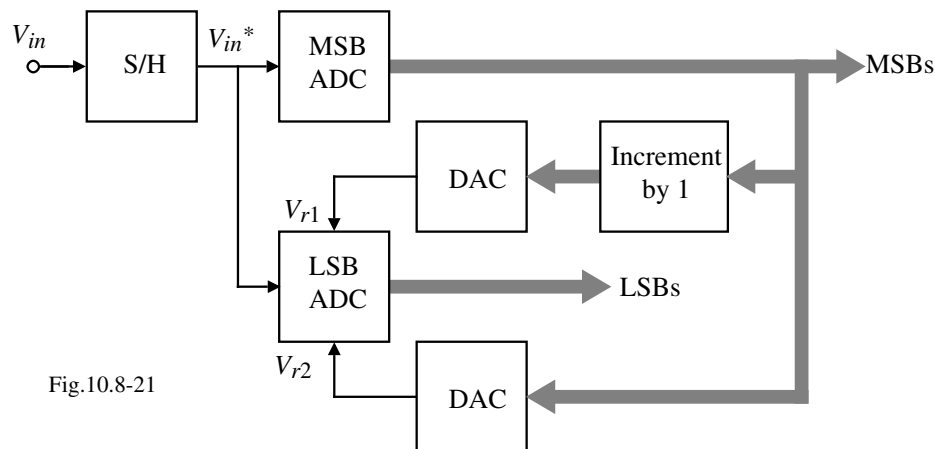 Vin
S/H
Vin*
MSB
ADC
MSBs
DAC
Increment
by 1
Vr1
LSB
ADC
LSBs
Vr2
DAC
Fig.10.8-21